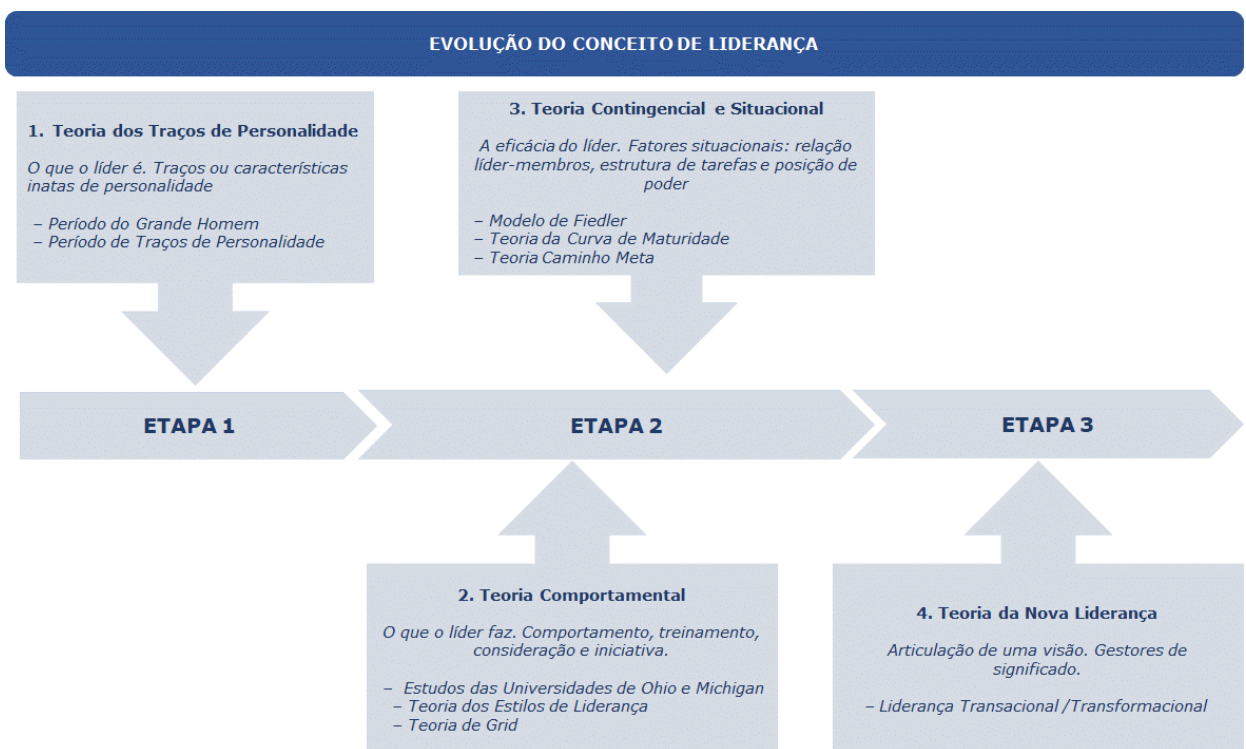 EVOLUÇÃO DO CONCEITO DE LIDERANÇA
1. Teoria dos Traços de Personalidade
O que o líder é. Traços ou características
inatas de personalidade
– Período do Grande Homem
– Período de Traços de Personalidade
3. Teoria Contingencial e Situacional
A eficácia do líder. Fatores situacionais: relação
líder-membros, estrutura de tarefas e posição de
poder
– Modelo de Fiedler
– Teoria da Curva de Maturidade
– Teoria Caminho Meta
ETAPA 1
ETAPA 2
ETAPA 3
2. Teoria Comportamental
O que o líder faz. Comportamento, treinamento,
consideração e iniciativa.
– Estudos das Universidades de Ohio e Michigan
– Teoria dos Estilos de Liderança
– Teoria de Grid
4. Teoria da Nova Liderança
Articulação de uma visão. Gestores de
significado.
– Liderança Transacional /Transformacional